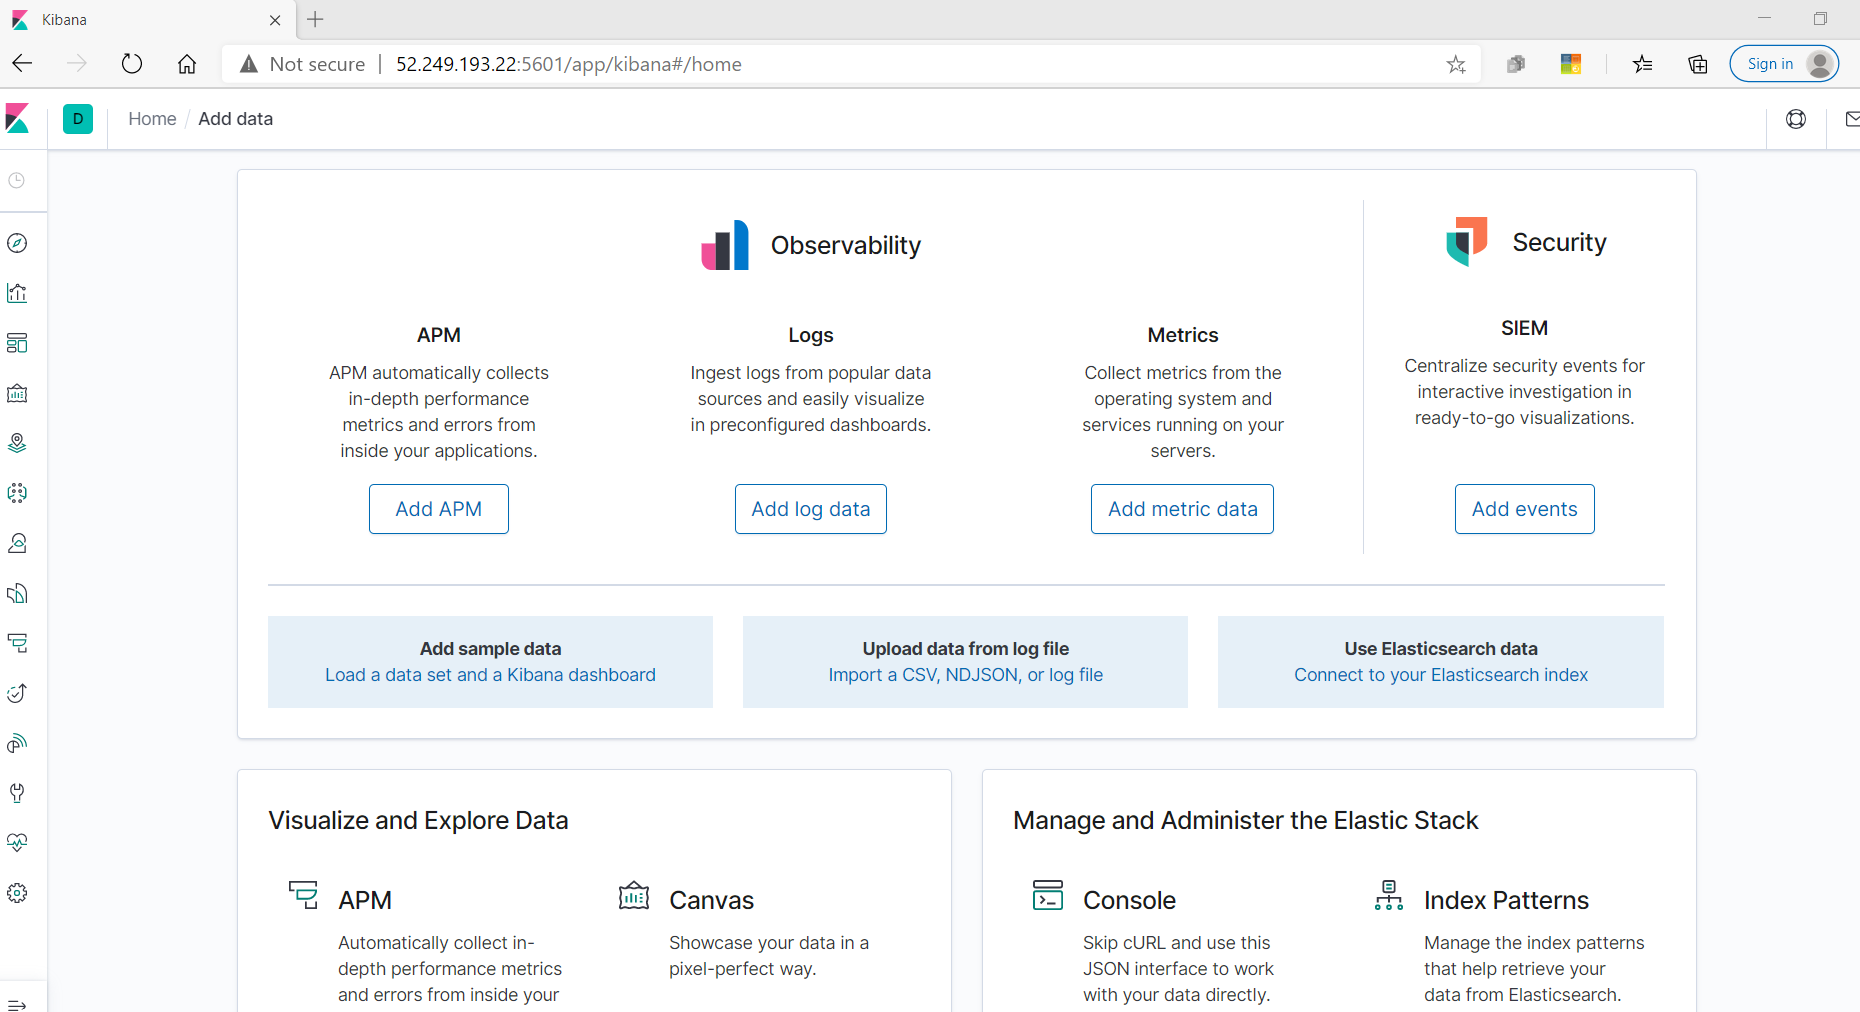 Kibana
Not secure 52.249.193.22:5601/app/kibana#/home
Sign in
D
Home / Add data
Observability
Security
APM
APM automatically collects
in-depth performance
metrics and errors from
inside your applications.
Add APM
Logs
Ingest logs from popular data
sources and easily visualize
in preconfigured dashboards.
Add log data
Metrics
Collect metrics from the
operating system and
services running on your
servers.
Add metric data
SIEM
Centralize security events for
interactive investigation in
ready-to-go visualizations.
Add events
Add sample data
Load a data set and a Kibana dashboard
Upload data from log file
Import a CSV, NDJSON, or log file
Use Elasticsearch data
Connect to your Elasticsearch index
Visualize and Explore Data
APM
Automatically collect in-
depth performance metrics
and errors from inside your
Canvas
Showcase your data in a
pixel-perfect way.
Manage and Administer the Elastic Stack
Console
Skip cURL and use this
JSON interface to work
with your data directly.
Index Patterns
Manage the index patterns
that help retrieve your
data from Elasticsearch.